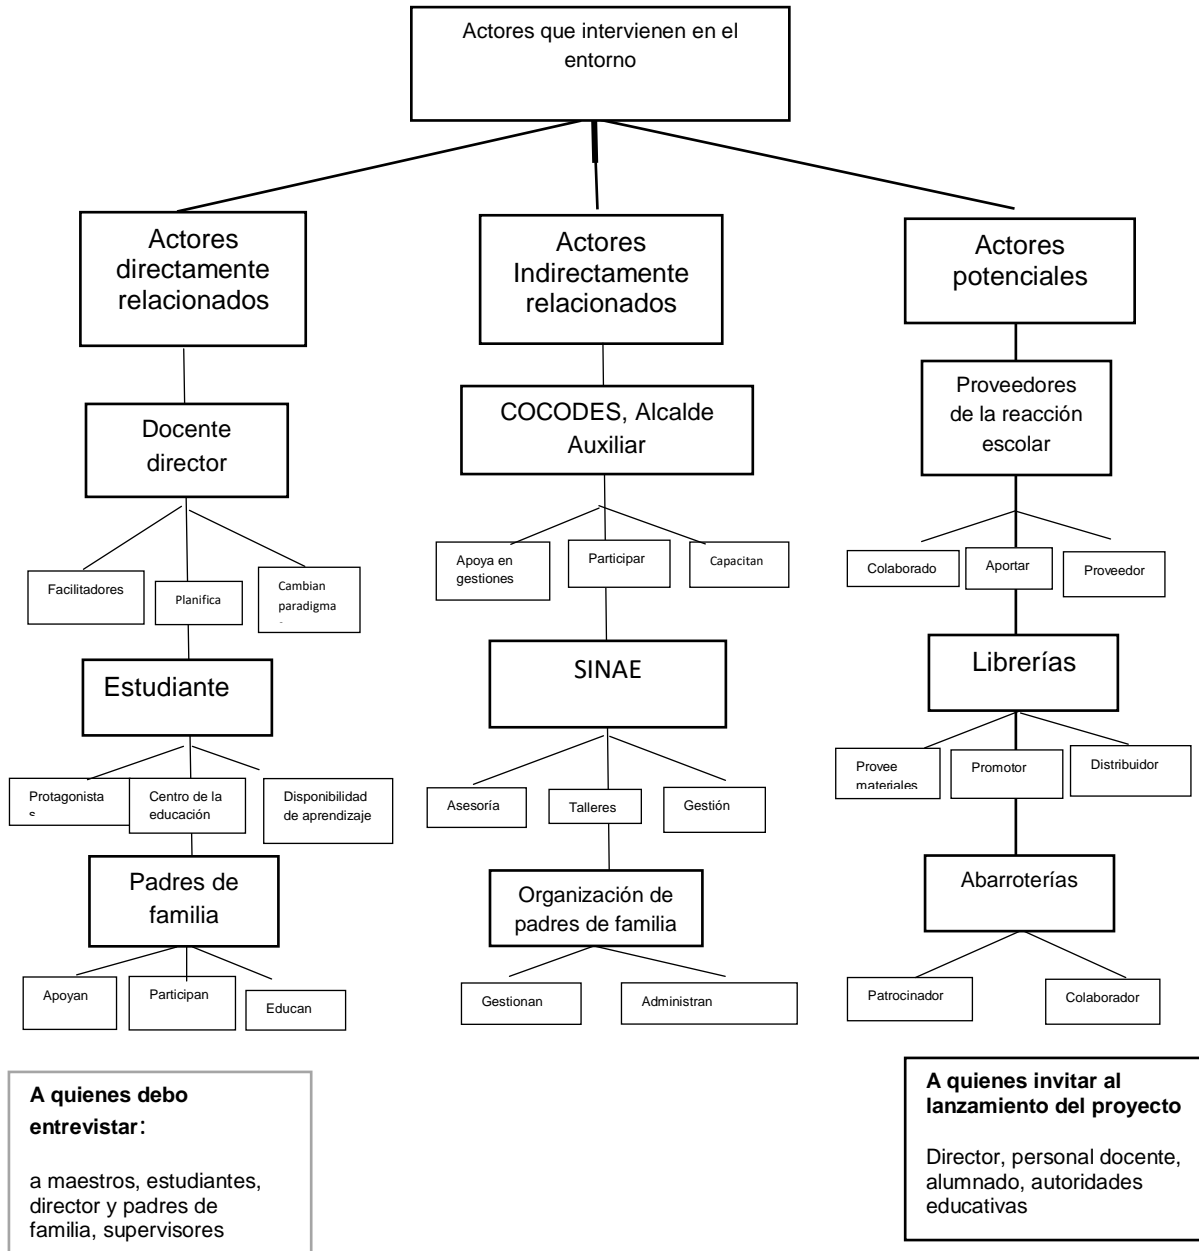 Actores que intervienen en el
entorno
Actores
directamente
relacionados
Actores
Indirectamente
relacionados
Actores
potenciales
Docente
director
COCODES, Alcalde
Auxiliar
Proveedores
de la reacción
escolar
Facilitadores
Planifica
Cambian
paradigma
Apoya en
gestiones
Participar
Capacitan
Colaborado
Aportar
Proveedor
Estudiante
SINAE
Librerías
Protagonista
Centro de la
educación
Disponibilidad
de aprendizaje
Asesoría
Talleres
Gestión
Provee
materiales
Promotor
Distribuidor
Padres de
familia
Organización de
padres de familia
Abarroterías
Apoyan
Participan
Educan
Gestionan
Administran
Patrocinador
Colaborador
A quienes debo
entrevistar:
a maestros, estudiantes,
director y padres de
familia, supervisores
A quienes invitar al
lanzamiento del proyecto
Director, personal docente,
alumnado, autoridades
educativas